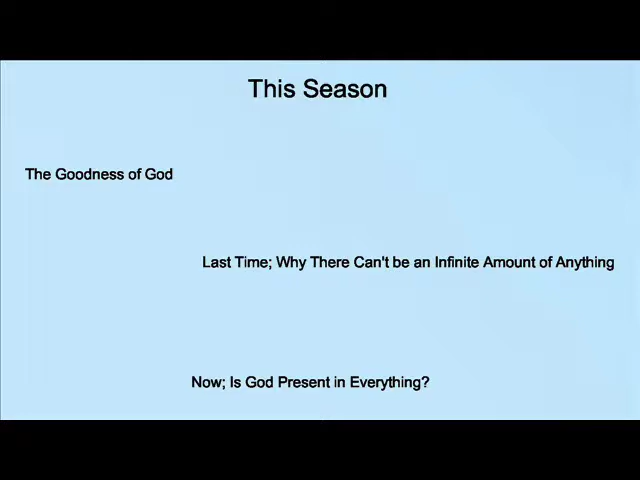 This Season
The Goodness of God
Last Time; Why There Can't be an Infinite Amount of Anything
Now; Is God Present in Everything?